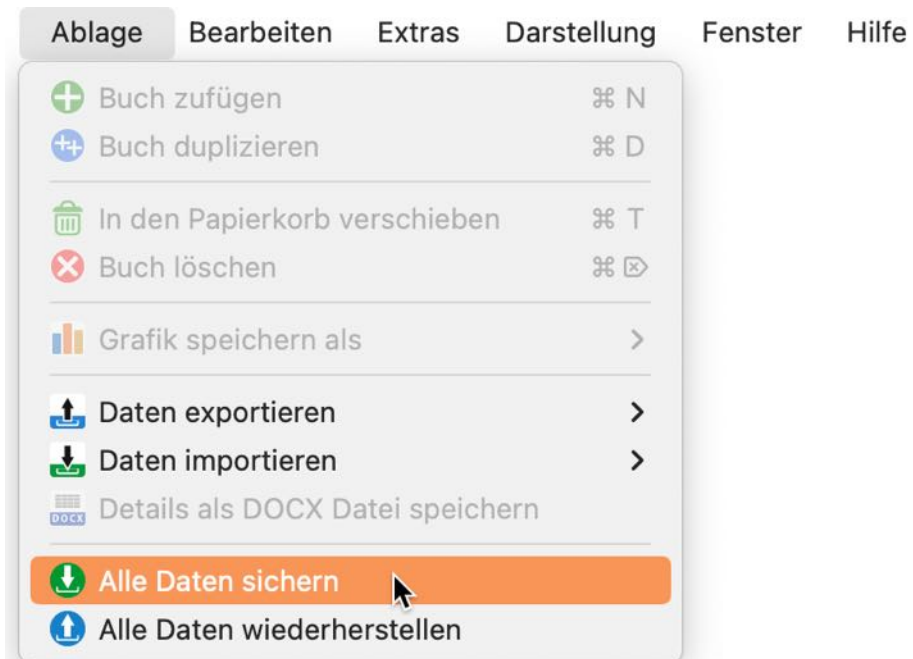 Ablage Bearbeiten Extras Darstellung Fenster Hilfe
Buch zufügen ⌘ N
Buch duplizieren ⌘ D
In den Papierkorb verschieben ⌘ T
Buch löschen ⌘ ⌦
Grafik speichern als
Daten exportieren
Daten importieren
DOCX Details als DOCX Datei speichern
Alle Daten sichern
Alle Daten wiederherstellen